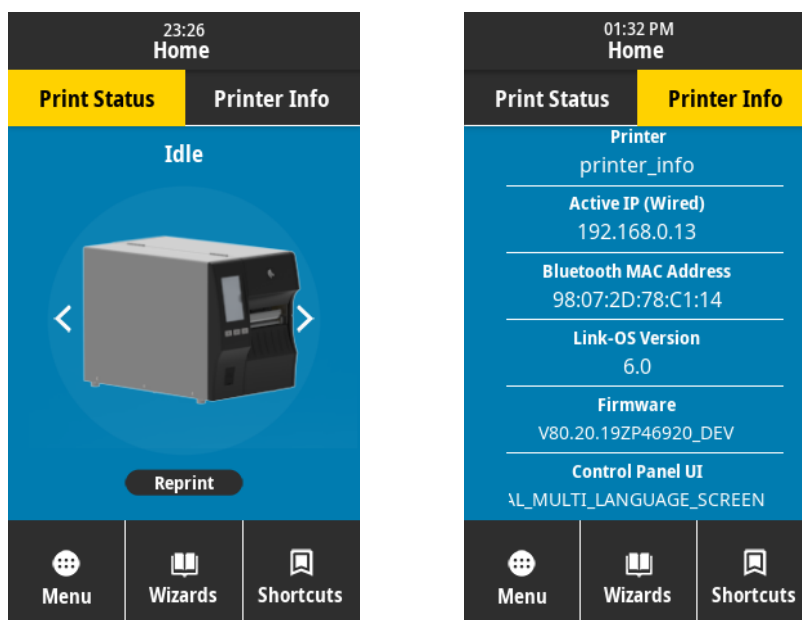 23:26
Home
Print Status
Printer Info
Idle
Reprint
Menu
Wizards
Shortcuts
01:32 PM
Home
Print Status
Printer Info
Printer
printer_info
Active IP (Wired)
192.168.0.13
Bluetooth MAC Address
98:07:2D:78:C1:14
Link-OS Version
6.0
Firmware
V80.20.19ZP46920_DEV
Control Panel UI
AL_MULTI_LANGUAGE_SCREEN
Menu
Wizards
Shortcuts